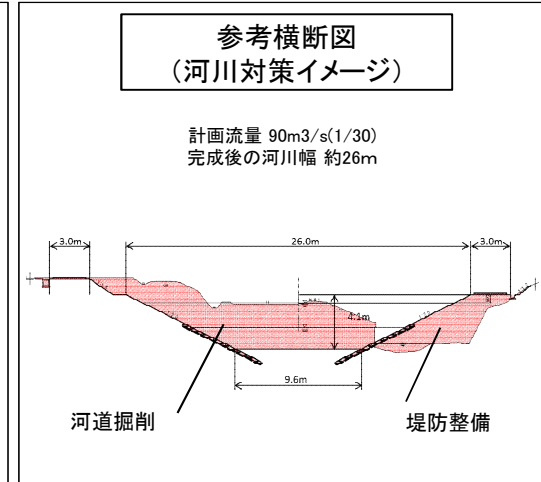 参考横断図
(河川対策イメージ)
計画流量 90m3/s(1/30)
完成後の河川幅 約26m
3.0m
26.0m
3.0m
4.1m
9.6m
河道掘削
堤防整備